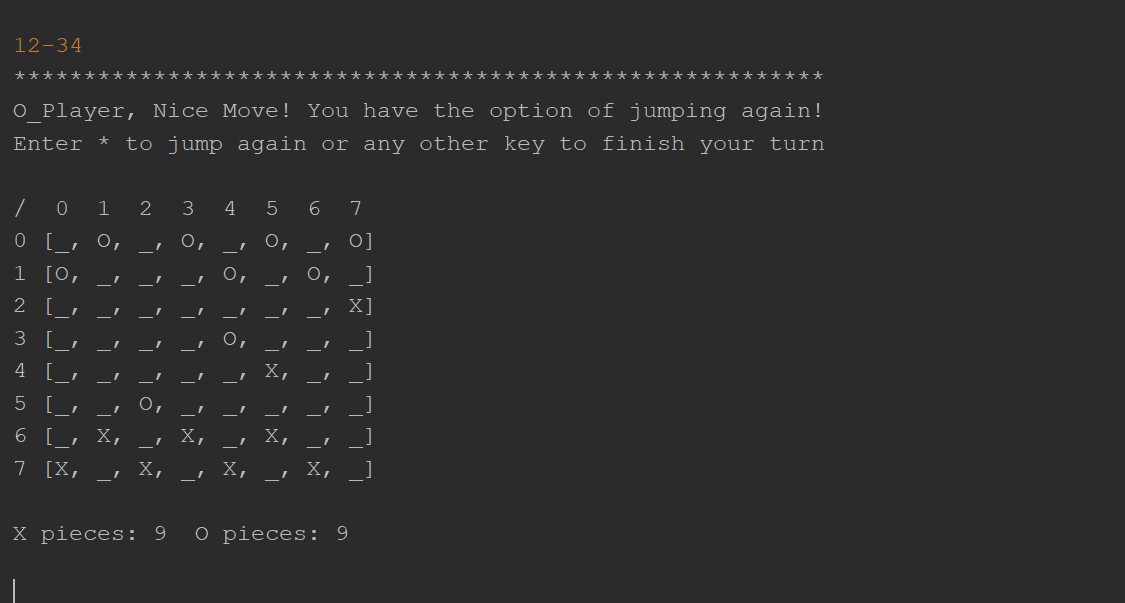 12-34
**********************************************************
O_Player, Nice Move! You have the option of jumping again!
Enter * to jump again or any other key to finish your turn
/  0  1  2  3  4  5  6  7
0 [_, O, _, O, _, O, _, O]
1 [O, _, _, _, O, _, O, _]
2 [_, _, _, _, _, _, _, X]
3 [_, _, _, _, O, _, _, _]
4 [_, _, _, _, _, X, _, _]
5 [_, _, O, _, _, _, _, _]
6 [_, X, _, X, _, X, _, _]
7 [X, _, X, _, X, _, X, _]
X pieces: 9  O pieces: 9